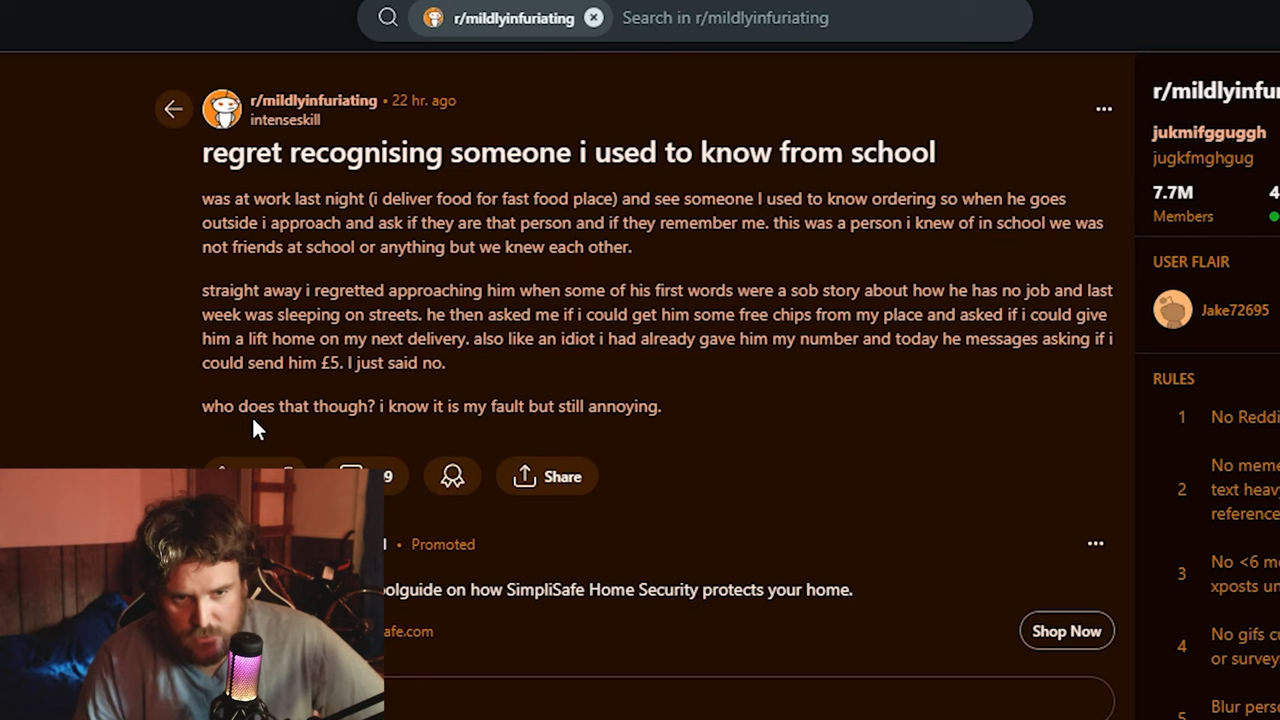 r/mildlyinfuriating
Search in r/mildlyinfuriating
r/mildlyinfuriating • 22 hr. ago
intenseskill
regret recognising someone i used to know from school
was at work last night (i deliver food for fast food place) and see someone I used to know ordering so when he goes
outside i approach and ask if they are that person and if they remember me. this was a person i knew of in school we was
not friends at school or anything but we knew each other.
straight away i regretted approaching him when some of his first words were a sob story about how he has no job and last
week was sleeping on streets. he then asked me if i could get him some free chips from my place and asked if i could give
him a lift home on my next delivery. also like an idiot i had already gave him my number and today he messages asking if i
could send him £5. I just said no.
who does that though? i know it is my fault but still annoying.
9
Share
• Promoted
olguide on how SimpliSafe Home Security protects your home.
afe.com
Shop Now
r/mildlyinfu
jukmifgguggh
jugkfmghgug
7.7M
4
Members
USER FLAIR
Jake72695
RULES
1 No Reddi
2 No meme
text heav
reference
3 No <6 m
xposts un
4 No gifs c
or survey
5 Blur pers